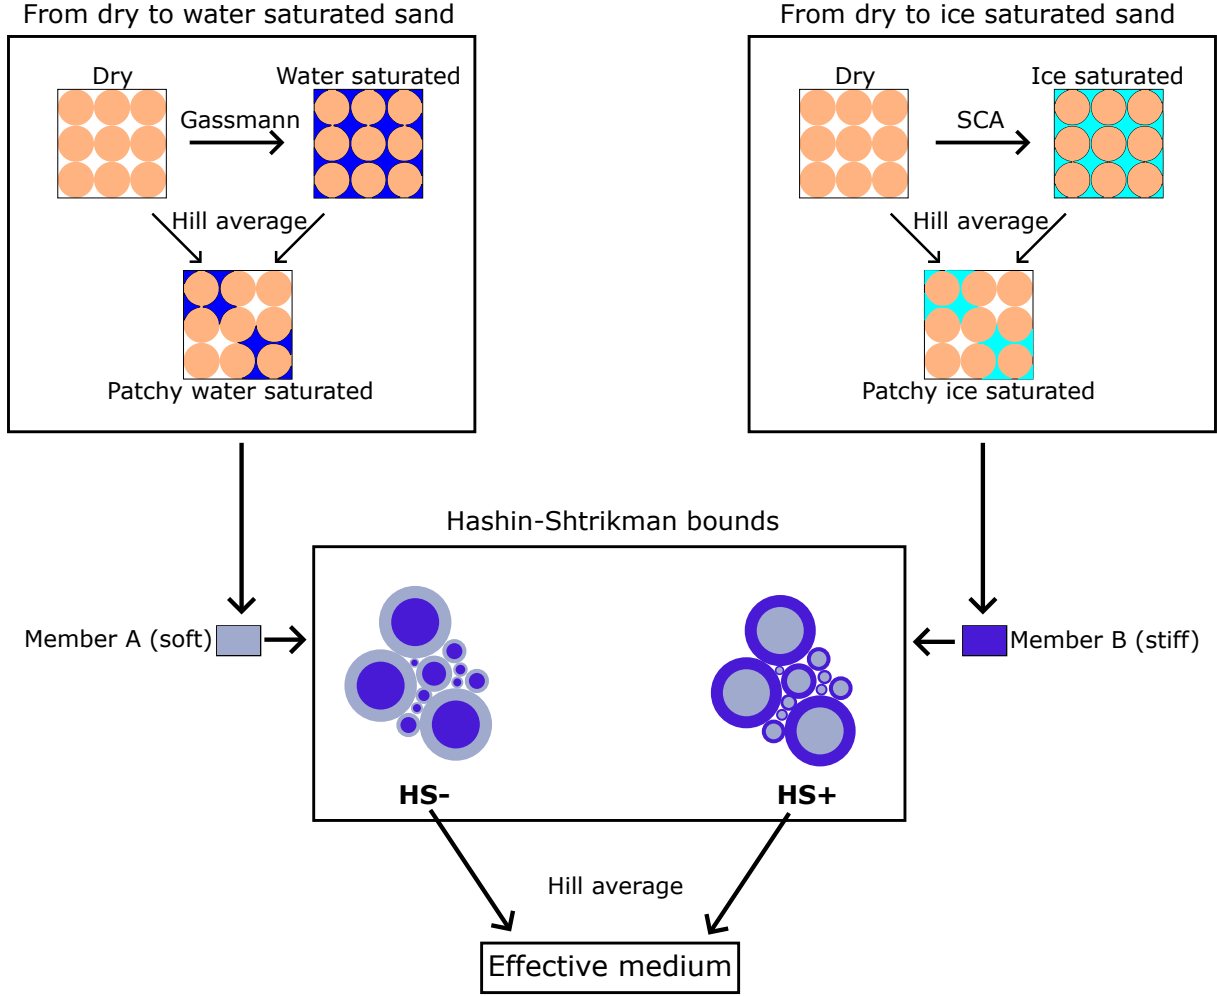 From dry to water saturated sand
Dry
Water saturated
Gassmann
Hill average
Patchy water saturated
From dry to ice saturated sand
Dry
Ice saturated
SCA
Hill average
Patchy ice saturated
Hashin-Shtrikman bounds
Member A (soft)
Member B (stiff)
HS-
HS+
Hill average
Effective medium